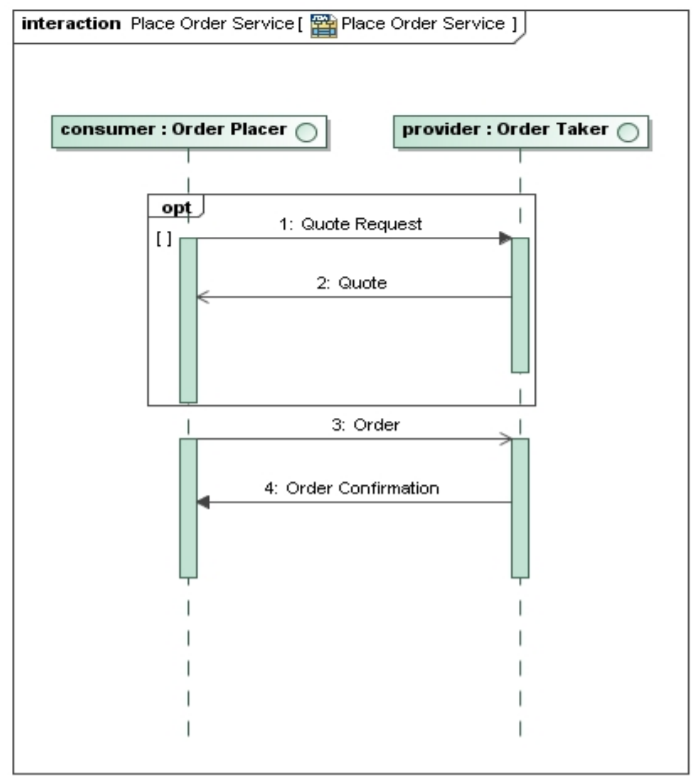 interaction Place Order Service[ Place Order Service ]
consumer : Order Placer
provider : Order Taker
opt
1: Quote Request
[ ]
2: Quote
3: Order
4: Order Confirmation